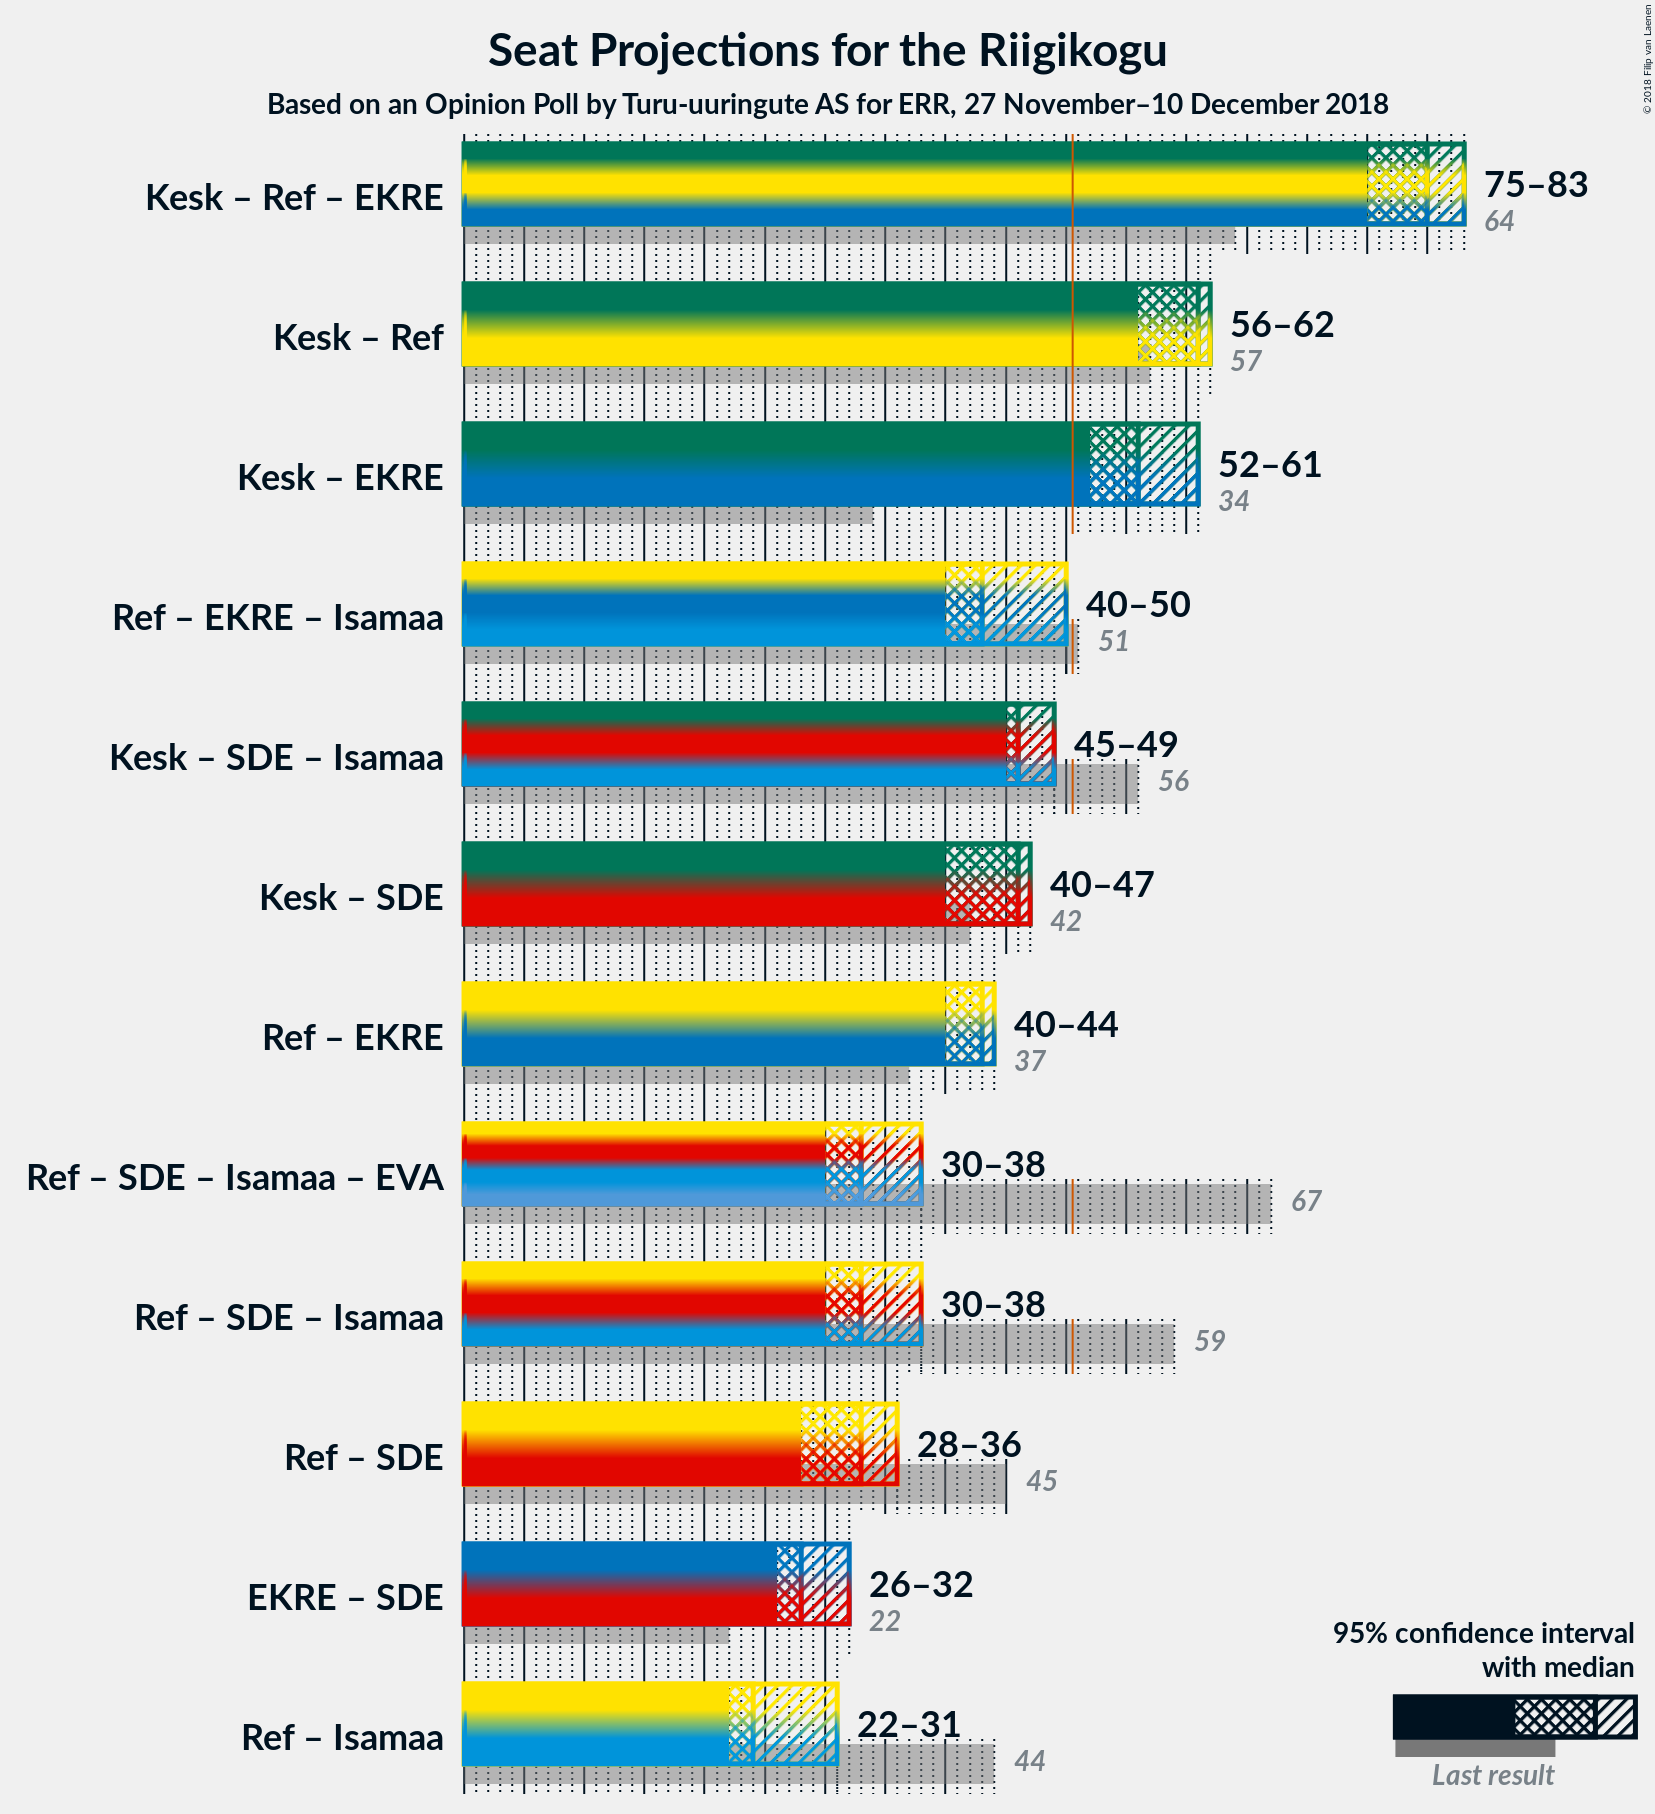 Seat Projections for the Riigikogu
Based on an Opinion Poll by Turu-uuringute AS for ERR, 27 November–10 December 2018
© 2018 Filip van Laenen
Kesk – Ref – EKRE
75–83
64
Kesk – Ref
56–62
57
Kesk – EKRE
52–61
34
Ref – EKRE – Isamaa
40–50
51
Kesk – SDE – Isamaa
45–49
56
Kesk – SDE
40–47
42
Ref – EKRE
40–44
37
Ref – SDE – Isamaa – EVA
30–38
67
Ref – SDE – Isamaa
30–38
59
Ref – SDE
28–36
45
EKRE – SDE
26–32
22
Ref – Isamaa
22–31
44
95% confidence interval
with median
Last result